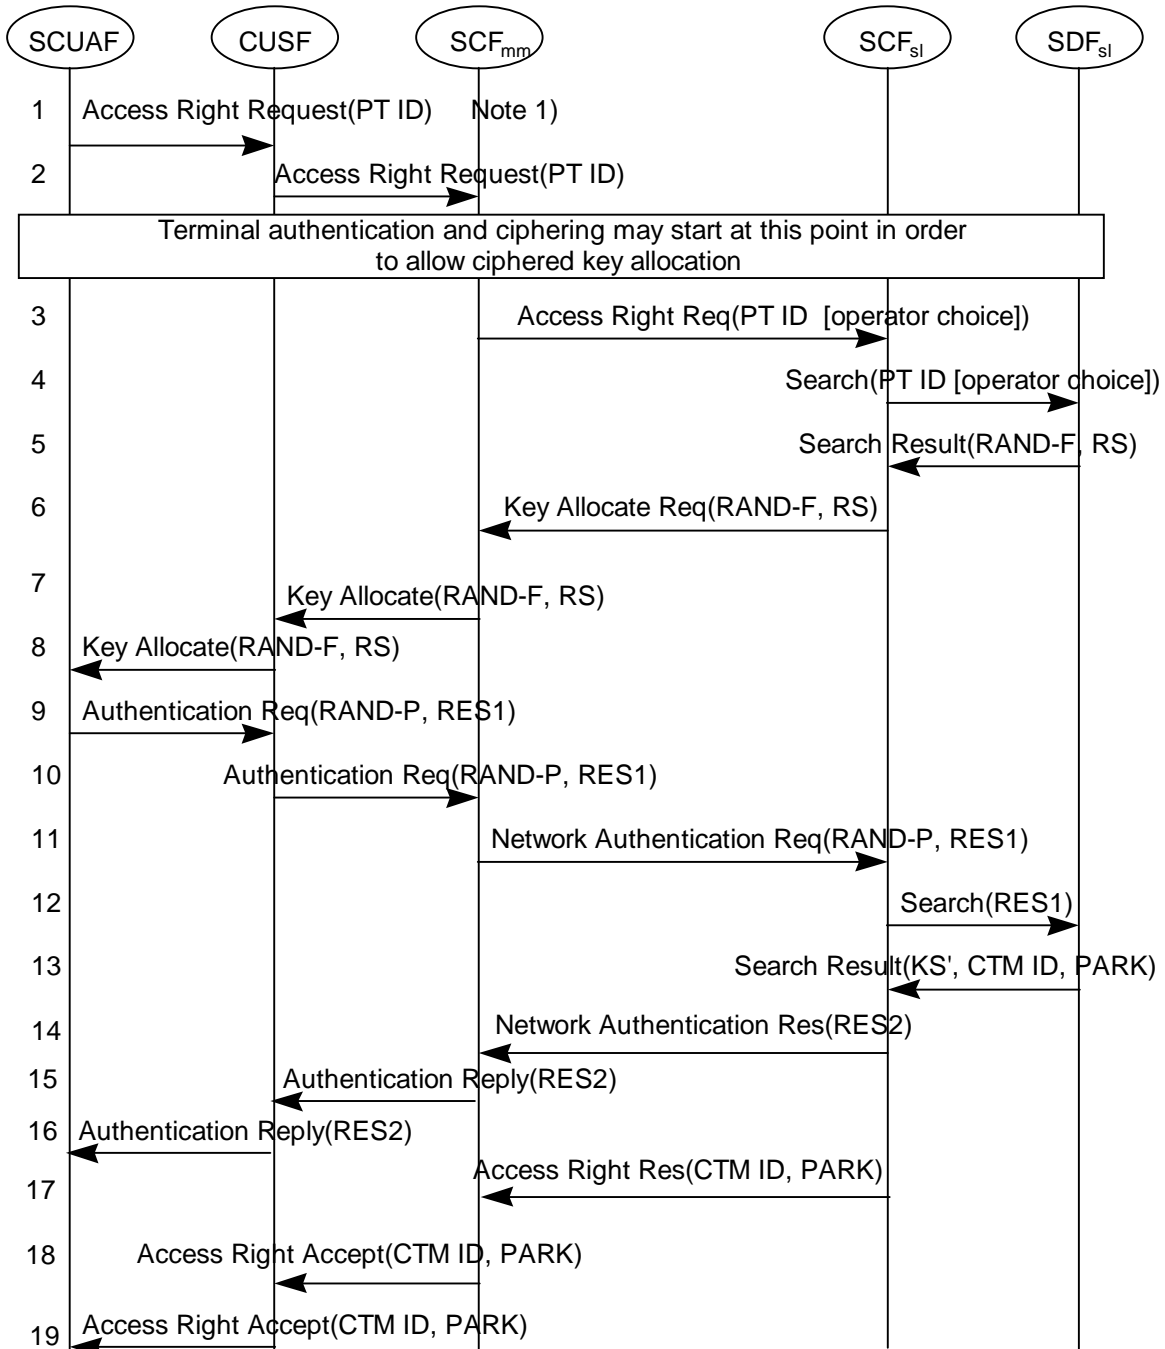 SCUAF CUSF SCFmm SCFsl SDFsl
1 Access Right Request(PT ID) Note 1)
2 Access Right Request(PT ID)
Terminal authentication and ciphering may start at this point in order
to allow ciphered key allocation
3 Access Right Req(PT ID [operator choice])
4 Search(PT ID [operator choice])
5 Search Result(RAND-F, RS)
6 Key Allocate Req(RAND-F, RS)
7 Key Allocate(RAND-F, RS)
8 Key Allocate(RAND-F, RS)
9 Authentication Req(RAND-P, RES1)
10 Authentication Req(RAND-P, RES1)
11 Network Authentication Req(RAND-P, RES1)
12 Search(RES1)
13 Search Result(KS', CTM ID, PARK)
14 Network Authentication Res(RES2)
15 Authentication Reply(RES2)
16 Authentication Reply(RES2)
17 Access Right Res(CTM ID, PARK)
18 Access Right Accept(CTM ID, PARK)
19 Access Right Accept(CTM ID, PARK)